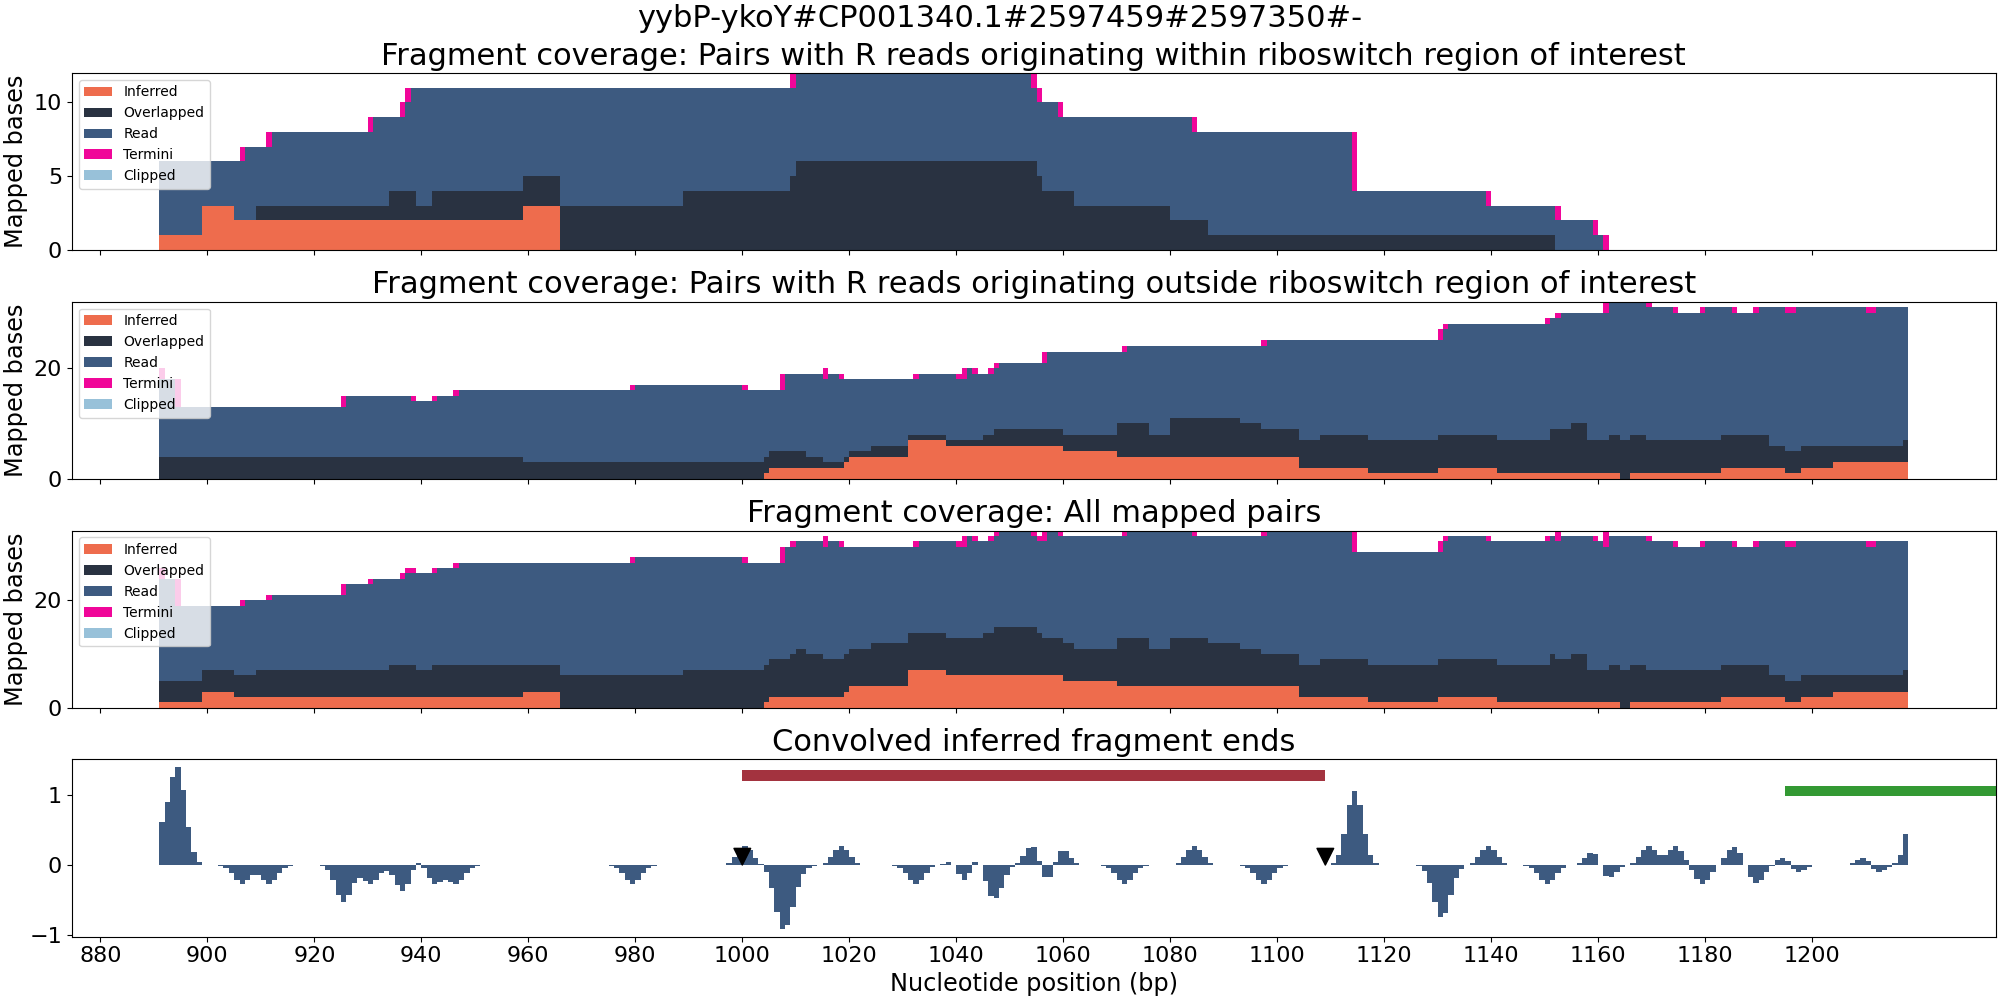 yybP-ykoY#CP001340.1#2597459#2597350#-
Fragment coverage: Pairs with R reads originating within riboswitch region of interest
Mapped bases
10
5
0
Inferred
Overlapped
Read
Termini
Clipped
Fragment coverage: Pairs with R reads originating outside riboswitch region of interest
Mapped bases
20
0
Inferred
Overlapped
Read
Termini
Clipped
Fragment coverage: All mapped pairs
Mapped bases
20
0
Inferred
Overlapped
Read
Termini
Clipped
Convolved inferred fragment ends
1
0
−1
880 900 920 940 960 980 1000 1020 1040 1060 1080 1100 1120 1140 1160 1180 1200
Nucleotide position (bp)